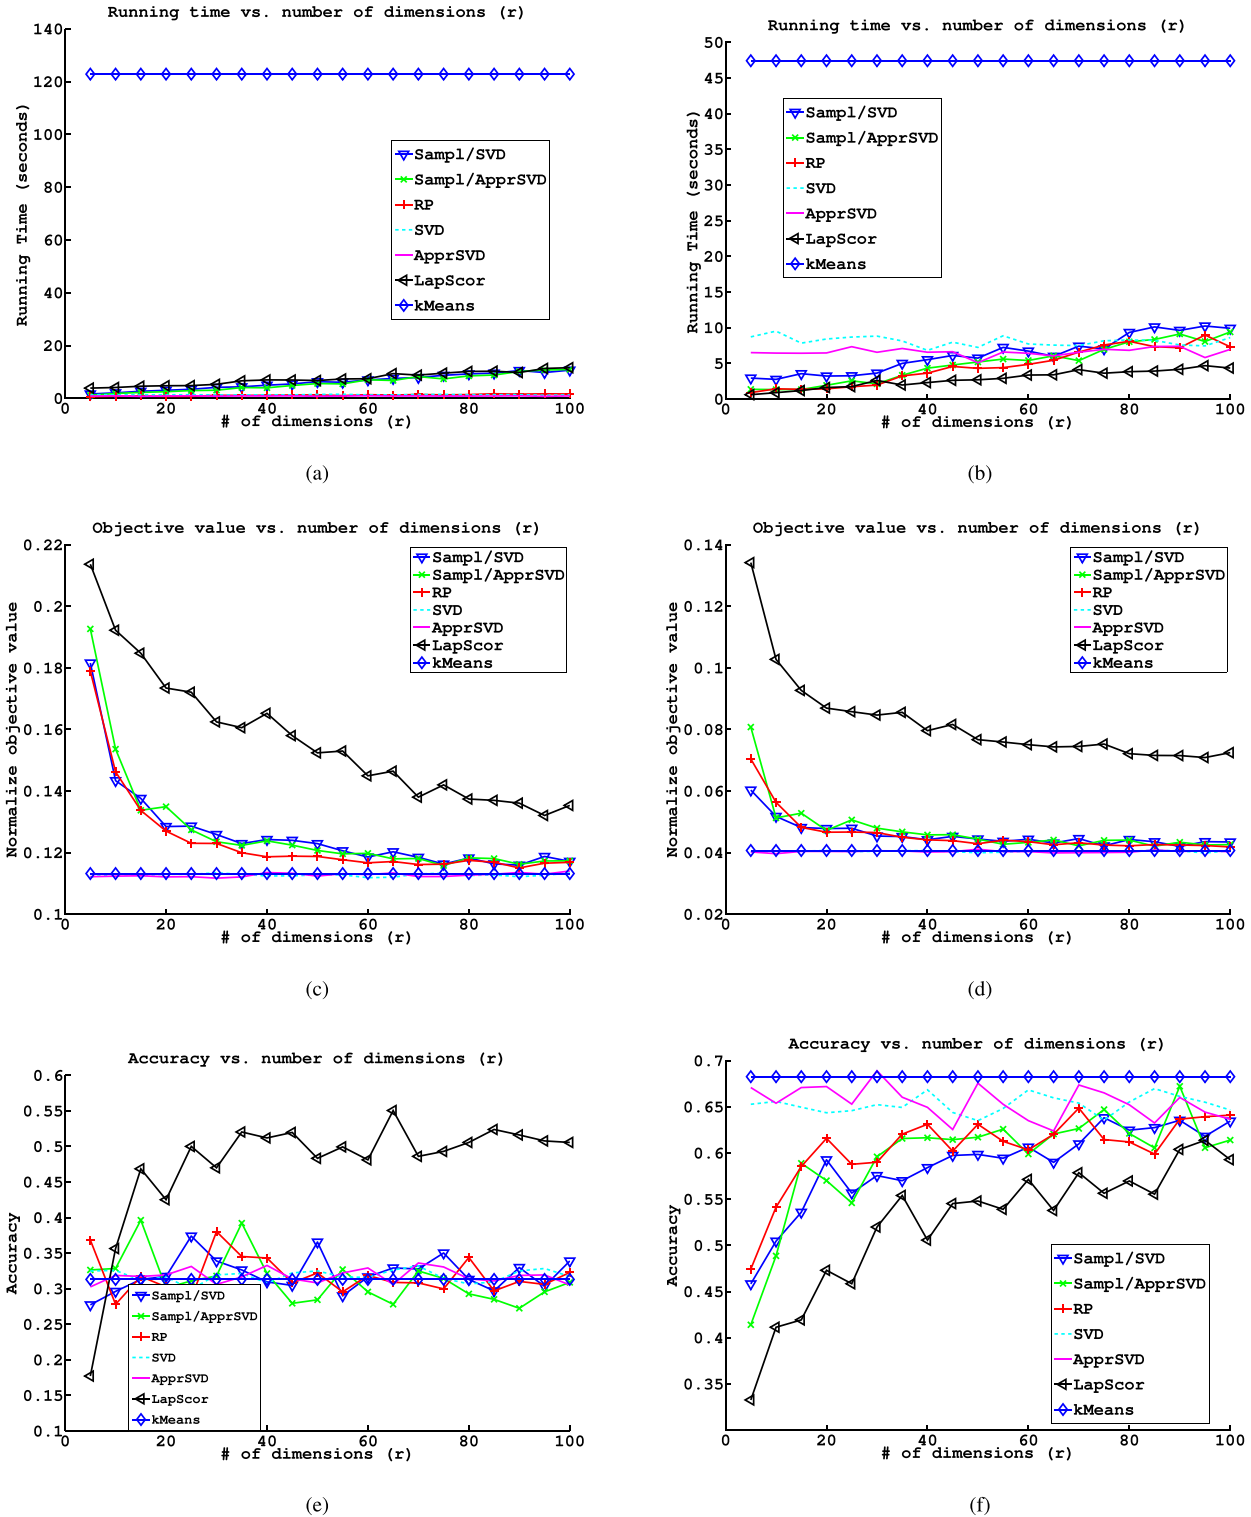 Running time vs. number of dimensions (r)
Running Time (seconds)
140
120
100
80
60
40
20
0
Sampl/SVD
Sampl/ApprSVD
RP
SVD
ApprSVD
LapScor
kMeans
0 20 40 60 80 100
# of dimensions (r)
(a)
Running time vs. number of dimensions (r)
Running Time (seconds)
50
45
40
35
30
25
20
15
10
5
0
Sampl/SVD
Sampl/ApprSVD
RP
SVD
ApprSVD
LapScor
kMeans
0 20 40 60 80 100
# of dimensions (r)
(b)
Objective value vs. number of dimensions (r)
Normalize objective value
0.22
0.2
0.18
0.16
0.14
0.12
0.1
Sampl/SVD
Sampl/ApprSVD
RP
SVD
ApprSVD
LapScor
kMeans
0 20 40 60 80 100
# of dimensions (r)
(c)
Objective value vs. number of dimensions (r)
Normalize objective value
0.14
0.12
0.1
0.08
0.06
0.04
0.02
Sampl/SVD
Sampl/ApprSVD
RP
SVD
ApprSVD
LapScor
kMeans
0 20 40 60 80 100
# of dimensions (r)
(d)
Accuracy vs. number of dimensions (r)
Accuracy
0.6
0.55
0.5
0.45
0.4
0.35
0.3
0.25
0.2
0.15
0.1
Sampl/SVD
Sampl/ApprSVD
RP
SVD
ApprSVD
LapScor
kMeans
0 20 40 60 80 100
# of dimensions (r)
(e)
Accuracy vs. number of dimensions (r)
Accuracy
0.7
0.65
0.6
0.55
0.5
0.45
0.4
0.35
Sampl/SVD
Sampl/ApprSVD
RP
SVD
ApprSVD
LapScor
kMeans
0 20 40 60 80 100
# of dimensions (r)
(f)